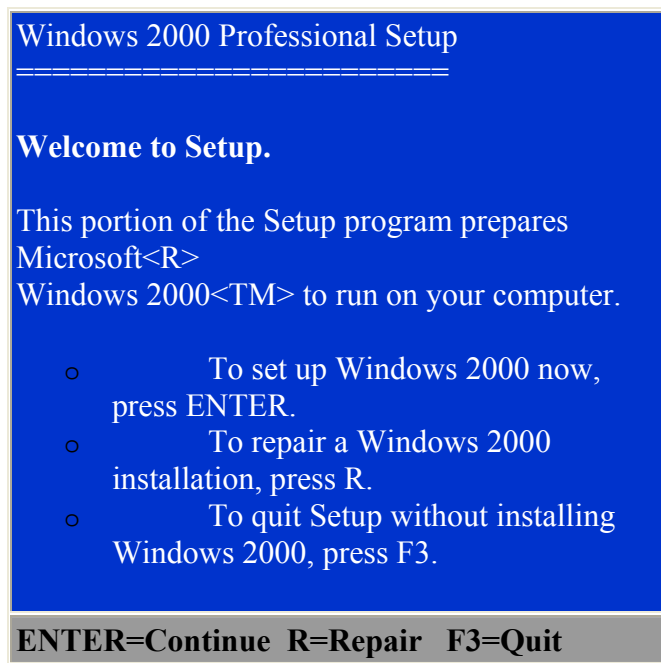 Windows 2000 Professional Setup
========================
Welcome to Setup.
This portion of the Setup program prepares
Microsoft<R>
Windows 2000<TM> to run on your computer.
o To set up Windows 2000 now,
press ENTER.
o To repair a Windows 2000
installation, press R.
o To quit Setup without installing
Windows 2000, press F3.
ENTER=Continue R=Repair F3=Quit